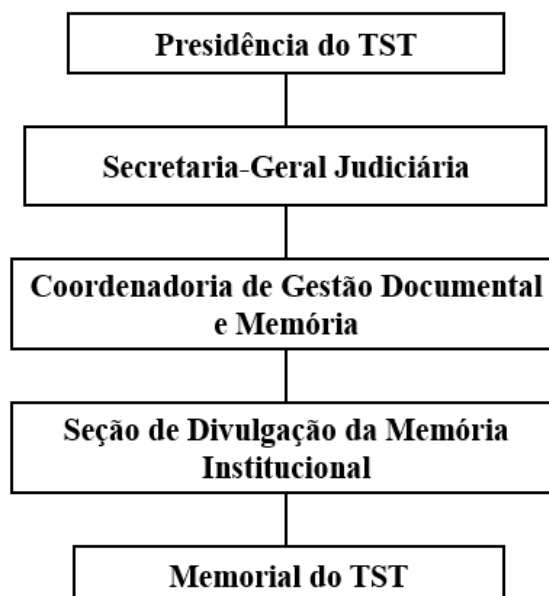 Presidência do TST
Secretaria-Geral Judiciária
Coordenadoria de Gestão Documental
e Memória
Seção de Divulgação da Memória
Institucional
Memorial do TST